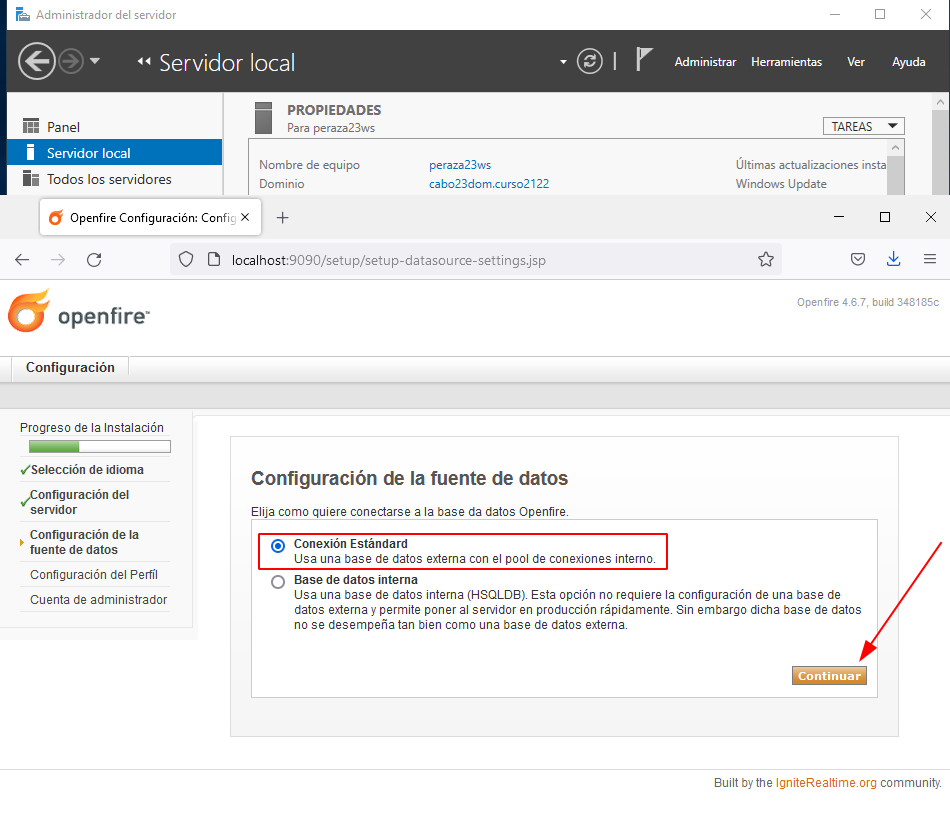 Administrador del servidor
Servidor local
Administrar
Herramientas
Ver
Ayuda
Panel
Servidor local
Todos los servidores
PROPIEDADES
Para peraza23ws
TAREAS
Nombre de equipo peraza23ws Últimas actualizaciones insta
Dominio cabo23dom.curso2122 Windows Update
Openfire Configuración: Config
localhost:9090/setup/setup-datasource-settings.jsp
openfire™
Openfire 4.6.7, build 348185c
Configuración
Progreso de la Instalación
Selección de idioma
Configuración del
servidor
Configuración de la
fuente de datos
Configuración del Perfíl
Cuenta de administrador
Configuración de la fuente de datos
Elija como quiere conectarse a la base da datos Openfire.
Conexión Estándard
Usa una base de datos externa con el pool de conexiones interno.
Base de datos interna
Usa una base de datos interna (HSQLDB). Esta opción no requiere la configuración de una base de
datos externa y permite poner al servidor en producción rápidamente. Sin embargo dicha base de datos
no se desempeña tan bien como una base de datos externa.
Continuar
Built by the IgniteRealtime.org community.